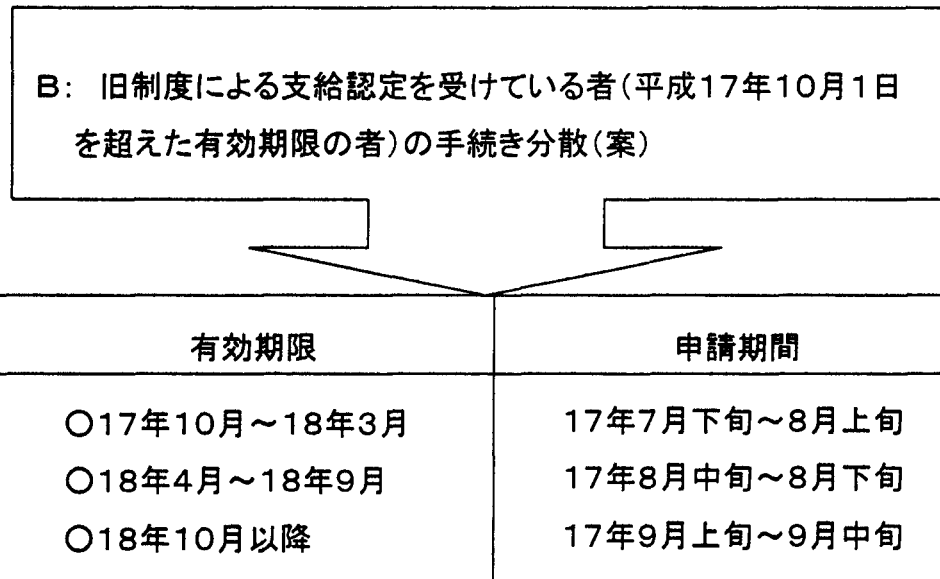 B: 旧制度による支給認定を受けている者(平成17年10月1日
を超えた有効期限の者)の手続き分散(案)
有効期限 申請期間
○17年10月～18年3月 17年7月下旬～8月上旬
○18年4月～18年9月 17年8月中旬～8月下旬
○18年10月以降 17年9月上旬～9月中旬